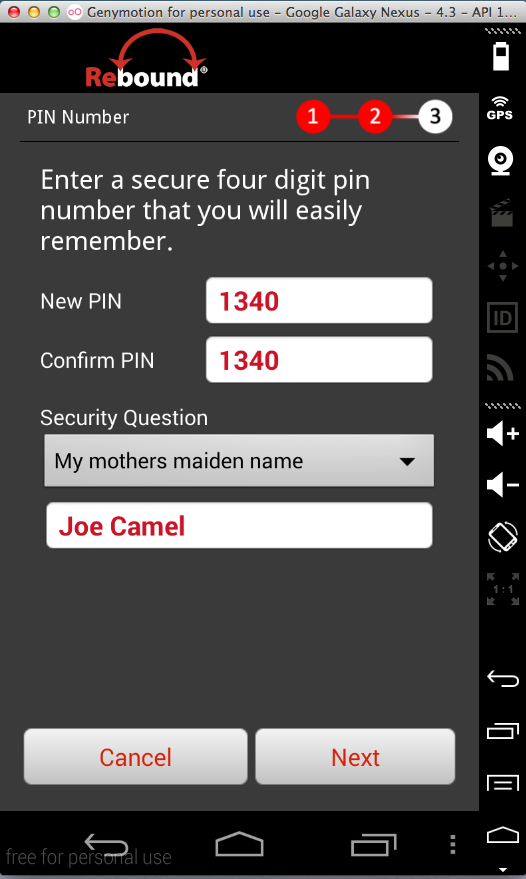 Genymotion for personal use - Google Galaxy Nexus - 4.3 - API 1...
Rebound®
GPS
PIN Number
1 2 3
Enter a secure four digit pin
number that you will easily
remember.
New PIN 1340
ID
Confirm PIN 1340
Security Question
My mothers maiden name
Joe Camel
1:1
Cancel Next
free for personal use